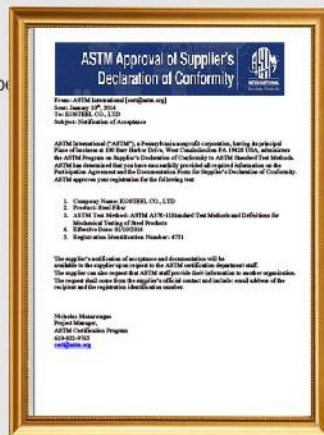 ASTM Approval of Supplier's
Declaration of Conformity
ASTM
From: ASTM International [cert@astm.org]
Sent: January 10th, 2014
To: KOSTEEL CO., LTD
Subject: Notification of Acceptance
ASTM International ("ASTM"), a Pennsylvania nonprofit corporation, having its principal
Place of business at 100 Barr Harbor Drive, West Conshohocken PA 19428 USA, administers
the ASTM Program on Supplier's Declaration of Conformity to ASTM Standard Test Methods.
ASTM has determined that you have successfully provided all required information on the
Participation Agreement and the Documentation Form for Supplier's Declaration of Conformity.
ASTM approves your registration for the following test:
1. Company Name: KOSTEEL CO., LTD
2. Product: Steel Fiber
3. ASTM Test Method: ASTM A370-11 Standard Test Methods and Definitions for
Mechanical Testing of Steel Products
4. Effective Date: 01/10/2014
5. Registration Identification Number: 4751
The supplier's notification of acceptance and documentation will be
available to the supplier upon request to the ASTM certification department staff.
The supplier can also request that ASTM staff provide their information to another organization.
The request shall come from the supplier's official contact and include: email address of the
recipient and the registration identification number.
Nicholas
Project Manager,
ASTM Certification Program
610-832-9763
cert@astm.org